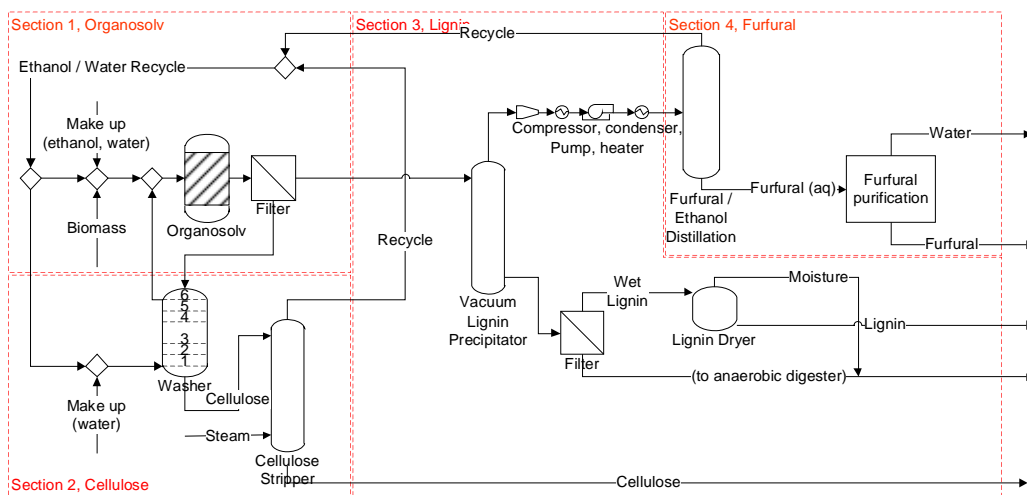 Section 1, Organosolv
Section 3, Lignin
Section 4, Furfural
Recycle
Ethanol / Water Recycle
Make up
(ethanol, water)
Compressor, condenser,
Pump, heater
Water
Furfural
purification
Furfural (aq)
Biomass
Organosolv
Filter
Furfural /
Ethanol
Distillation
Furfural
Recycle
6
5
4
3
2
1
Washer
Vacuum
Lignin
Precipitator
Wet
Lignin
Moisture
Lignin
Lignin Dryer
Filter
(to anaerobic digester)
Make up
(water)
Cellulose
Steam
Cellulose
Stripper
Cellulose
Section 2, Cellulose